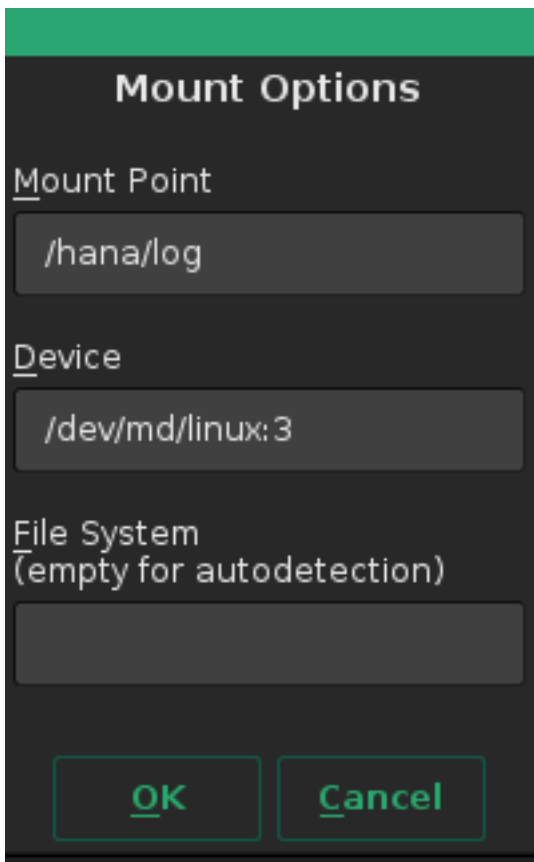 Mount Options
Mount Point
/hana/log
Device
/dev/md/linux:3
File System
(empty for autodetection)
OK
Cancel